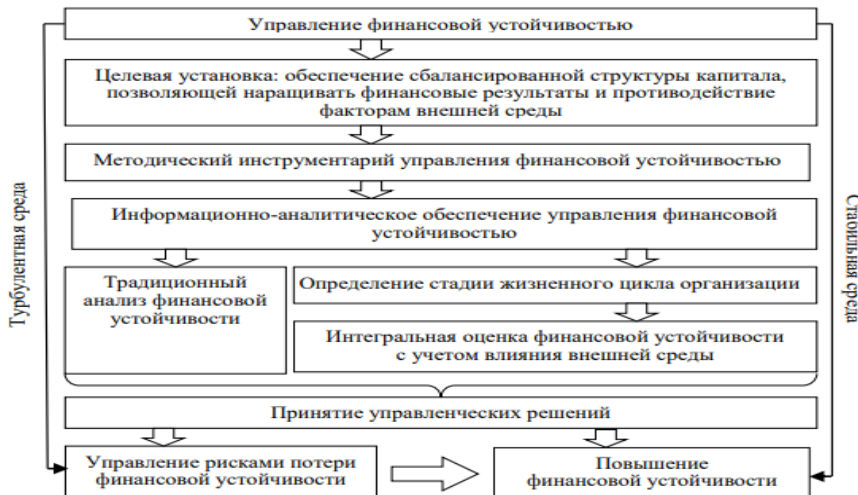 Управление финансовой устойчивостью
Целевая установка: обеспечение сбалансированной структуры капитала,
позволяющей наращивать финансовые результаты и противодействие
факторам внешней среды
Методический инструментарий управления финансовой устойчивостью
Информационно-аналитическое обеспечение управления финансовой
устойчивостью
Турбулентная среда
Стаильная среда
Традиционный
анализ финансовой
устойчивости
Определение стадии жизненного цикла организации
Интегральная оценка финансовой устойчивости
с учетом влияния внешней среды
Принятие управленческих решений
Управление рисками потери
финансовой устойчивости
Повышение
финансовой устойчивости